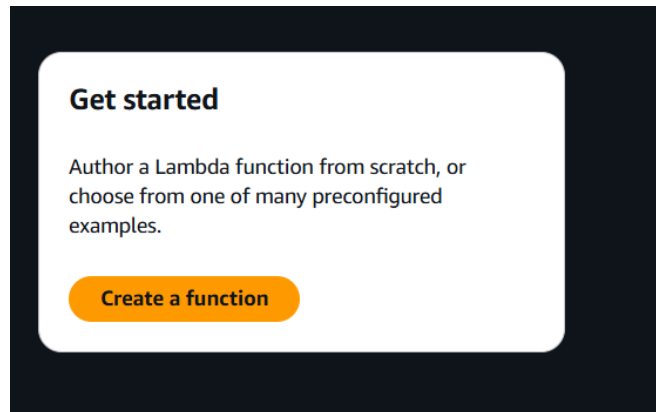 Get started
Author a Lambda function from scratch, or
choose from one of many preconfigured
examples.
Create a function